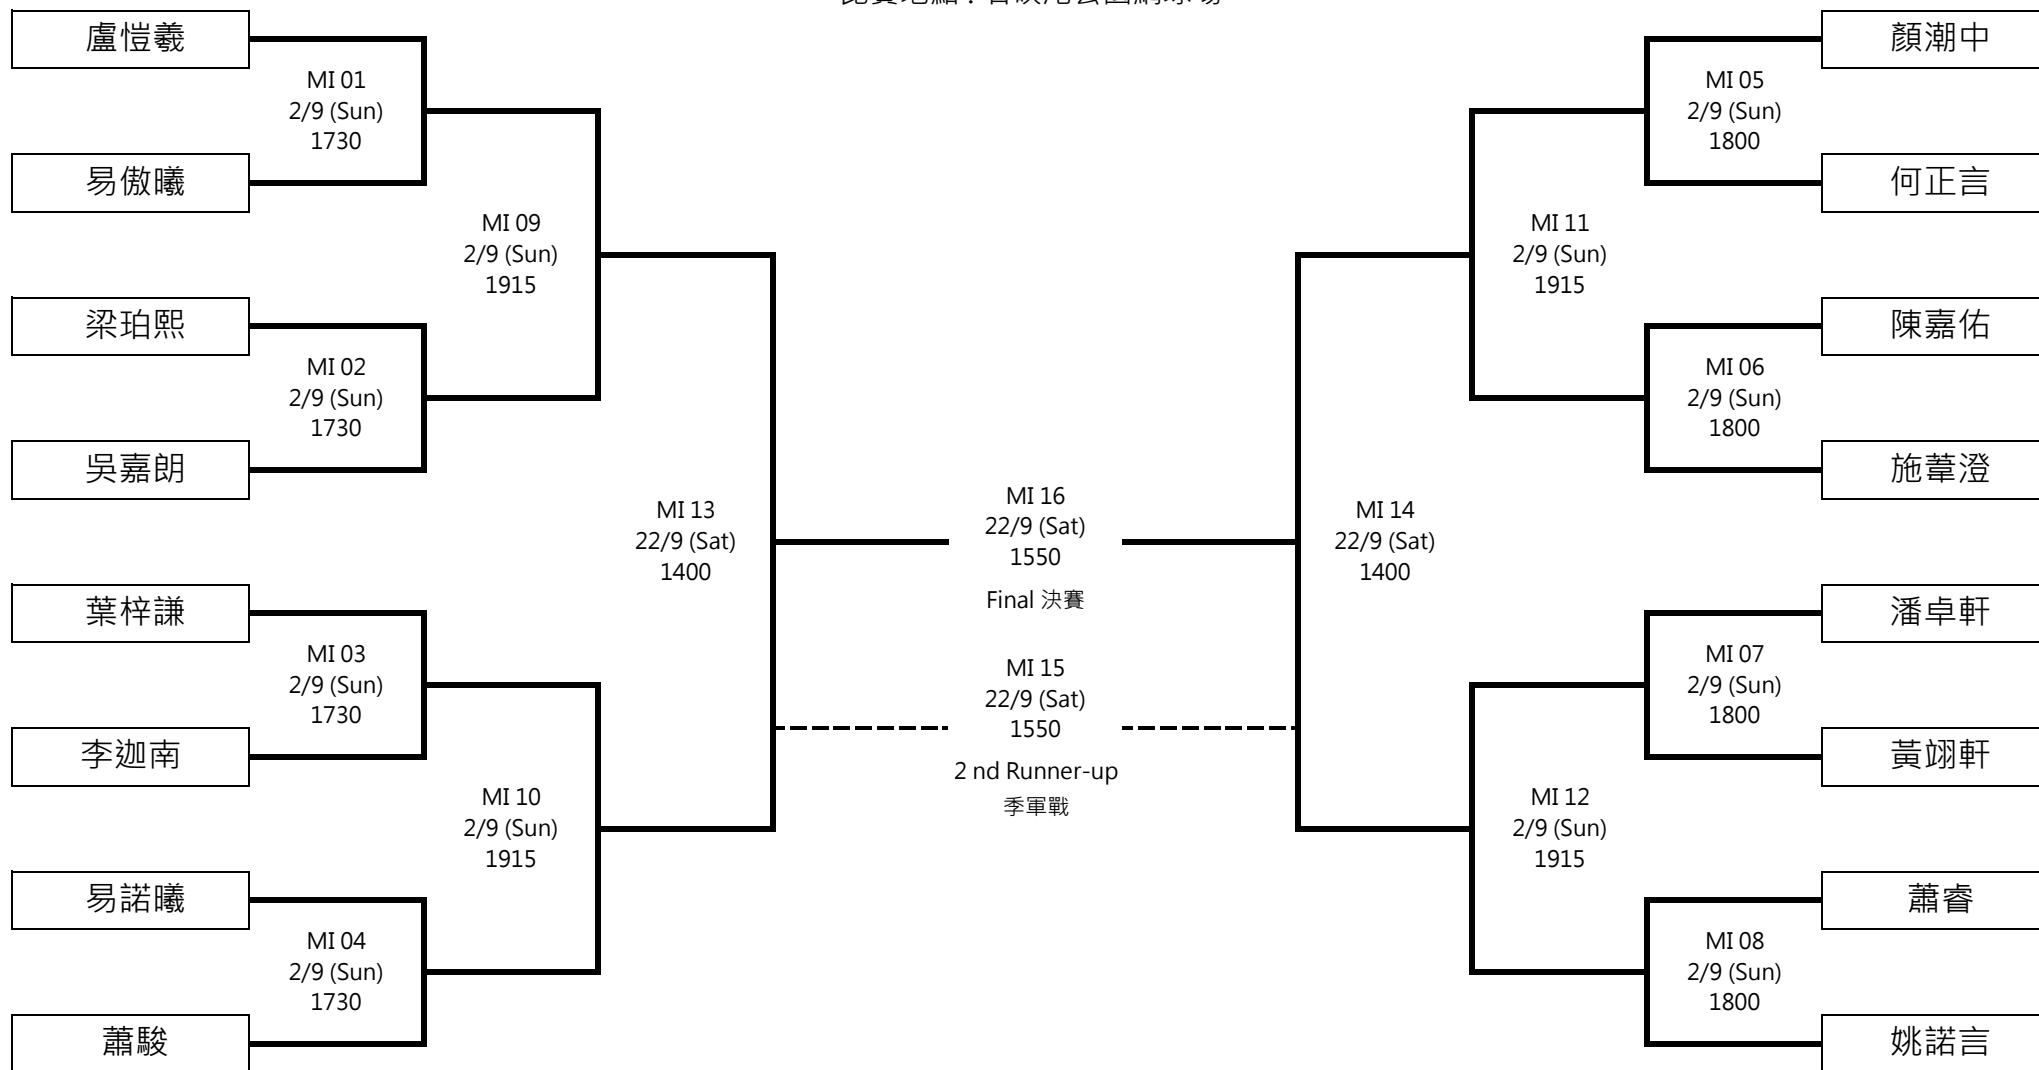 盧愷羲
MI 01
2/9 (Sun)
1730
易傲曦
MI 09
2/9 (Sun)
1915
梁珀熙
MI 02
2/9 (Sun)
1730
吳嘉朗
MI 13
22/9 (Sat)
1400
葉梓謙
MI 03
2/9 (Sun)
1730
李迦南
MI 10
2/9 (Sun)
1915
易諾曦
MI 04
2/9 (Sun)
1730
蕭駿
MI 16
22/9 (Sat)
1550
Final 決賽
MI 15
22/9 (Sat)
1550
2 nd Runner-up
季軍戰
顏潮中
MI 05
2/9 (Sun)
1800
何正言
MI 11
2/9 (Sun)
1915
陳嘉佑
MI 06
2/9 (Sun)
1800
施葦澄
MI 14
22/9 (Sat)
1400
潘卓軒
MI 07
2/9 (Sun)
1800
黃翊軒
MI 12
2/9 (Sun)
1915
蕭睿
MI 08
2/9 (Sun)
1800
姚諾言